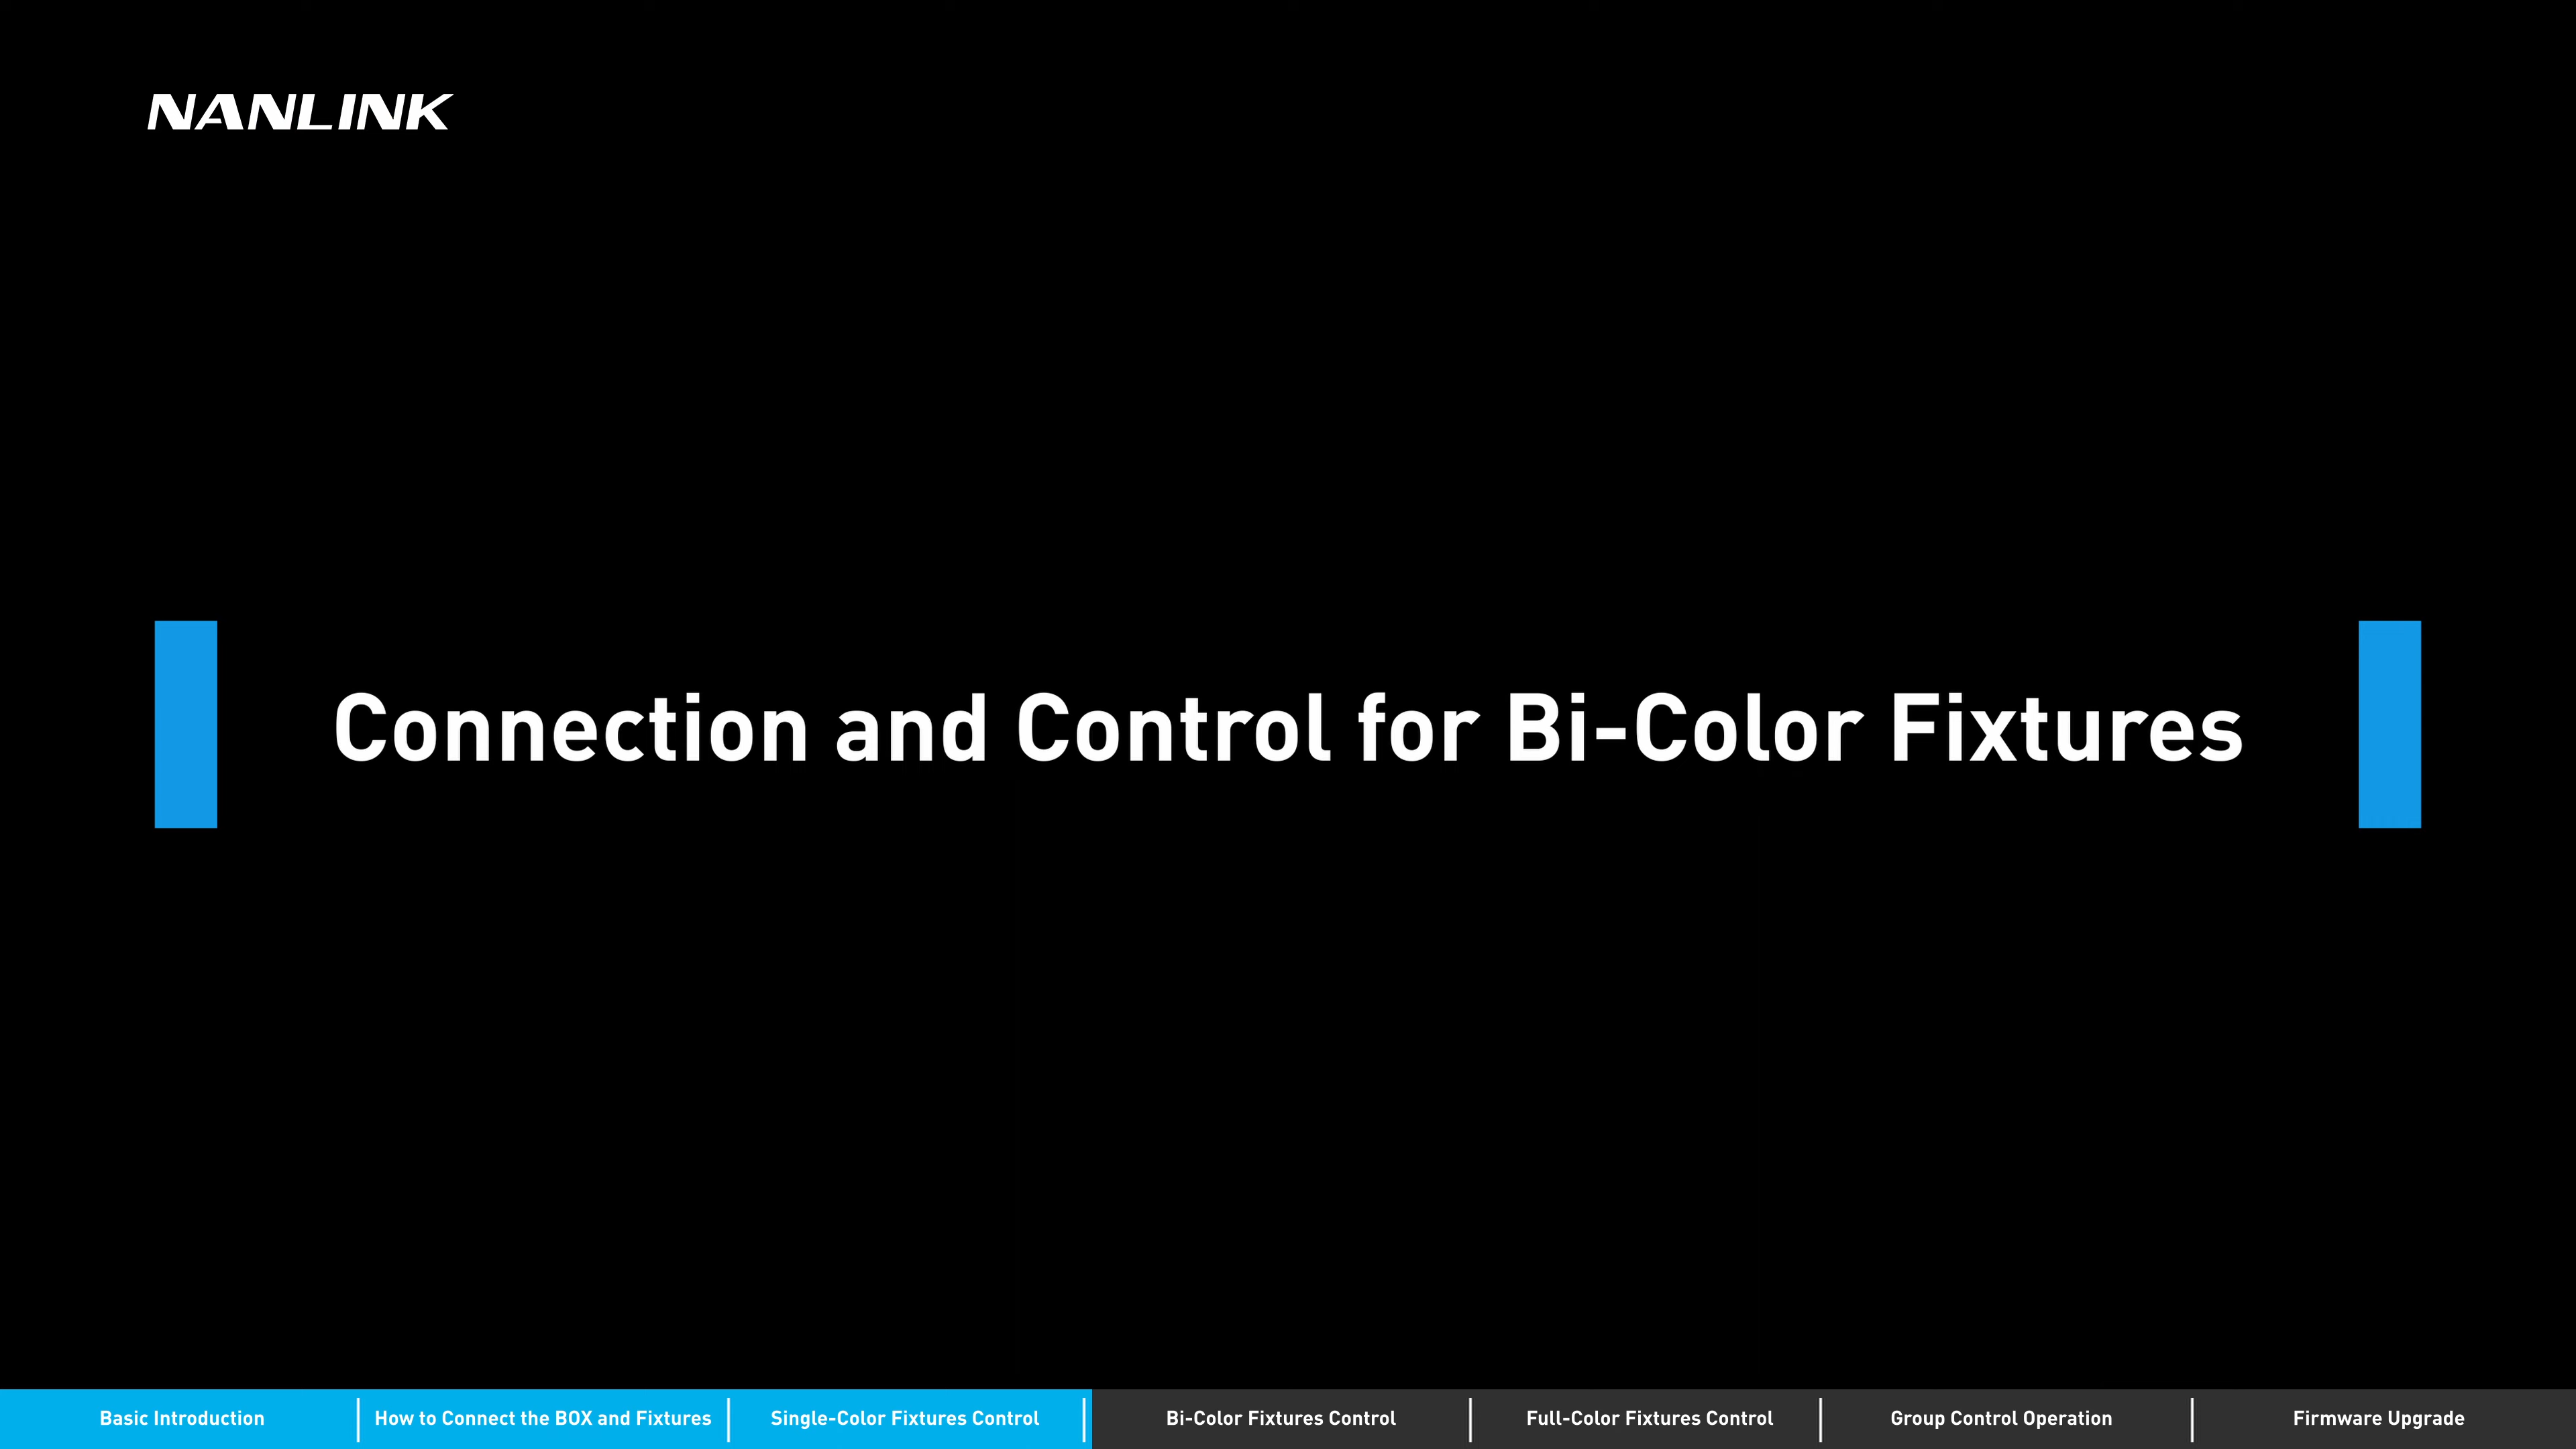 NANLINK
Connection and Control for Bi-Color Fixtures
Basic Introduction
How to Connect the BOX and Fixtures
Single-Color Fixtures Control
Bi-Color Fixtures Control
Full-Color Fixtures Control
Group Control Operation
Firmware Upgrade